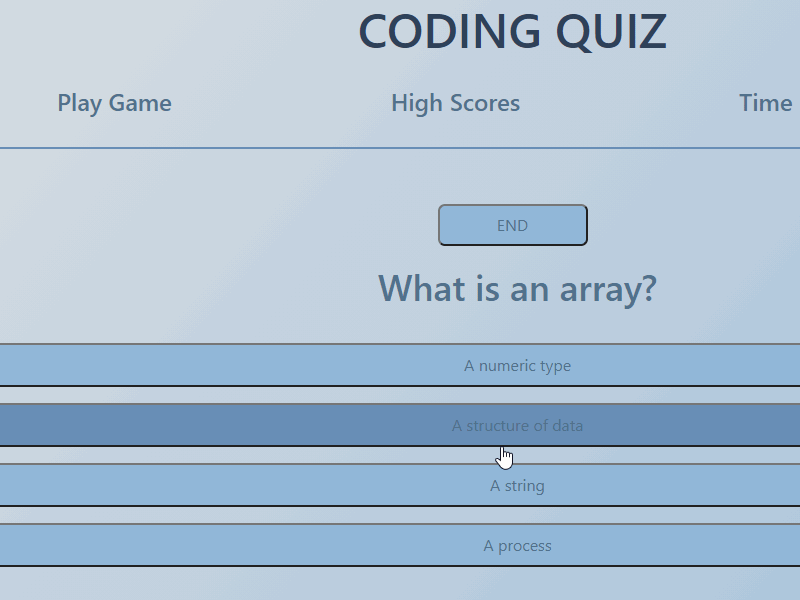 CODING QUIZ
Play Game High Scores Time
END
What is an array?
A numeric type
A structure of data
A string
A process